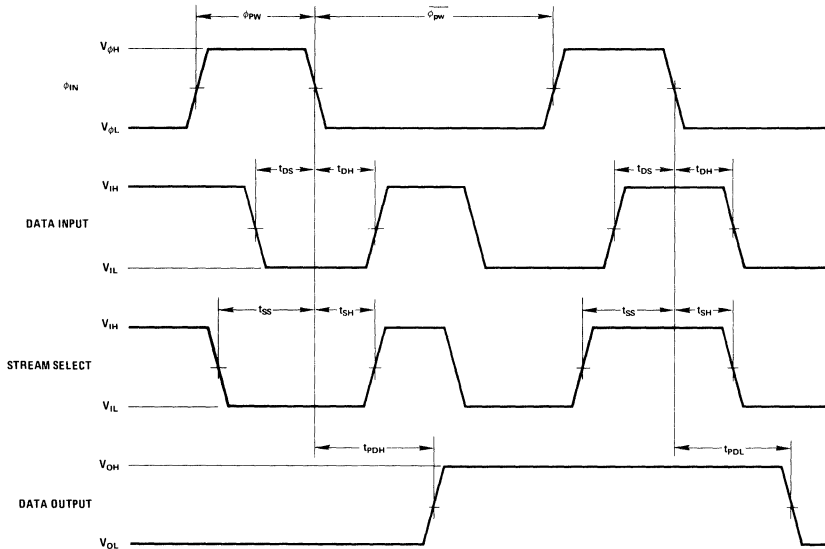 ϕPW
ϕpw
VϕH
ϕIN
VϕL
tDS
tDH
tDS
tDH
VIH
DATA INPUT
VIL
tSS
tSH
tSS
tSH
VIH
STREAM SELECT
VIL
tPDH
tPDL
VOH
DATA OUTPUT
VOL